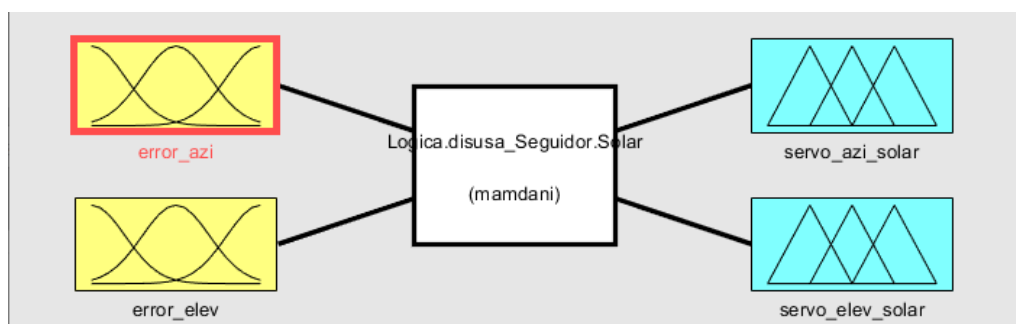 error_azi
error_elev
Logica.disusa_Seguidor.Solar
(mamdani)
servo_azi_solar
servo_elev_solar